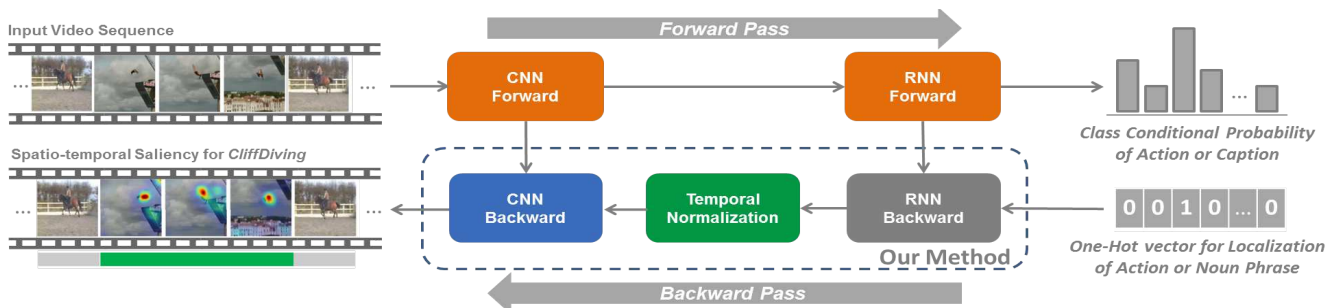 Forward Pass
Input Video Sequence
...
...
CNN
Forward
RNN
Forward
...
Class Conditional Probability
of Action or Caption
Spatio-temporal Saliency for CliffDiving
...
...
CNN
Backward
Temporal
Normalization
RNN
Backward
Our Method
0 0 1 0 ... 0
One-Hot vector for Localization
of Action or Noun Phrase
Backward Pass